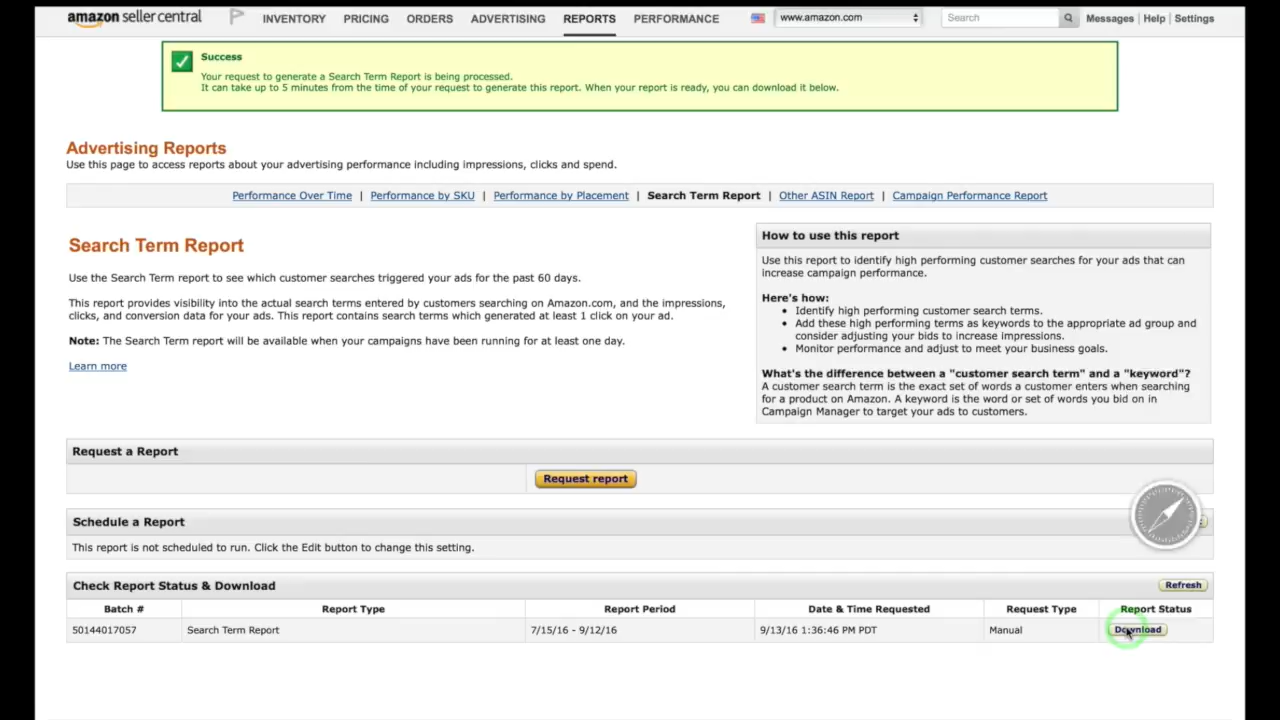 amazon seller central
INVENTORY PRICING ORDERS ADVERTISING REPORTS PERFORMANCE
www.amazon.com
Search
Messages | Help | Settings
Success
Your request to generate a Search Term Report is being processed.
It can take up to 5 minutes from the time of your request to generate this report. When your report is ready, you can download it below.
Advertising Reports
Use this page to access reports about your advertising performance including impressions, clicks and spend.
Performance Over Time | Performance by SKU | Performance by Placement | Search Term Report | Other ASIN Report | Campaign Performance Report
Search Term Report
Use the Search Term report to see which customer searches triggered your ads for the past 60 days.
This report provides visibility into the actual search terms entered by customers searching on Amazon.com, and the impressions,
clicks, and conversion data for your ads. This report contains search terms which generated at least 1 click on your ad.
Note: The Search Term report will be available when your campaigns have been running for at least one day.
Learn more
How to use this report
Use this report to identify high performing customer searches for your ads that can
increase campaign performance.
Here's how:
• Identify high performing customer search terms.
• Add these high performing terms as keywords to the appropriate ad group and
consider adjusting your bids to increase impressions.
• Monitor performance and adjust to meet your business goals.
What's the difference between a "customer search term" and a "keyword"?
A customer search term is the exact set of words a customer enters when searching
for a product on Amazon. A keyword is the word or set of words you bid on in
Campaign Manager to target your ads to customers.
Request a Report
Request report
Schedule a Report
This report is not scheduled to run. Click the Edit button to change this setting.
Check Report Status & Download
Refresh
Batch # Report Type Report Period Date & Time Requested Request Type Report Status
50144017057 Search Term Report 7/15/16 - 9/12/16 9/13/16 1:36:46 PM PDT Manual Download